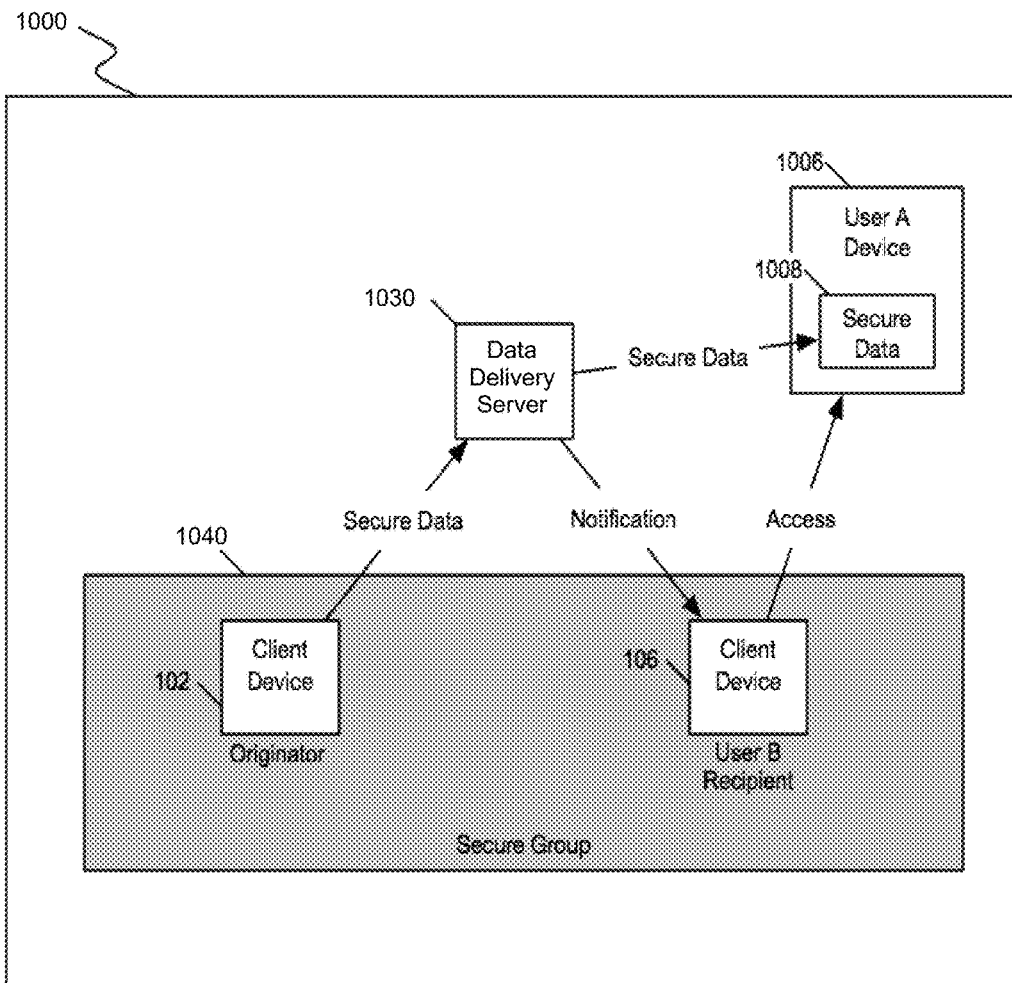 1000
1006
User A
Device
1008
Secure
Data
1030
Data
Delivery
Server
Secure Data
Secure Data
Notification
Access
1040
Client
Device
102
Originator
Client
Device
106
User B
Recipient
Secure Group